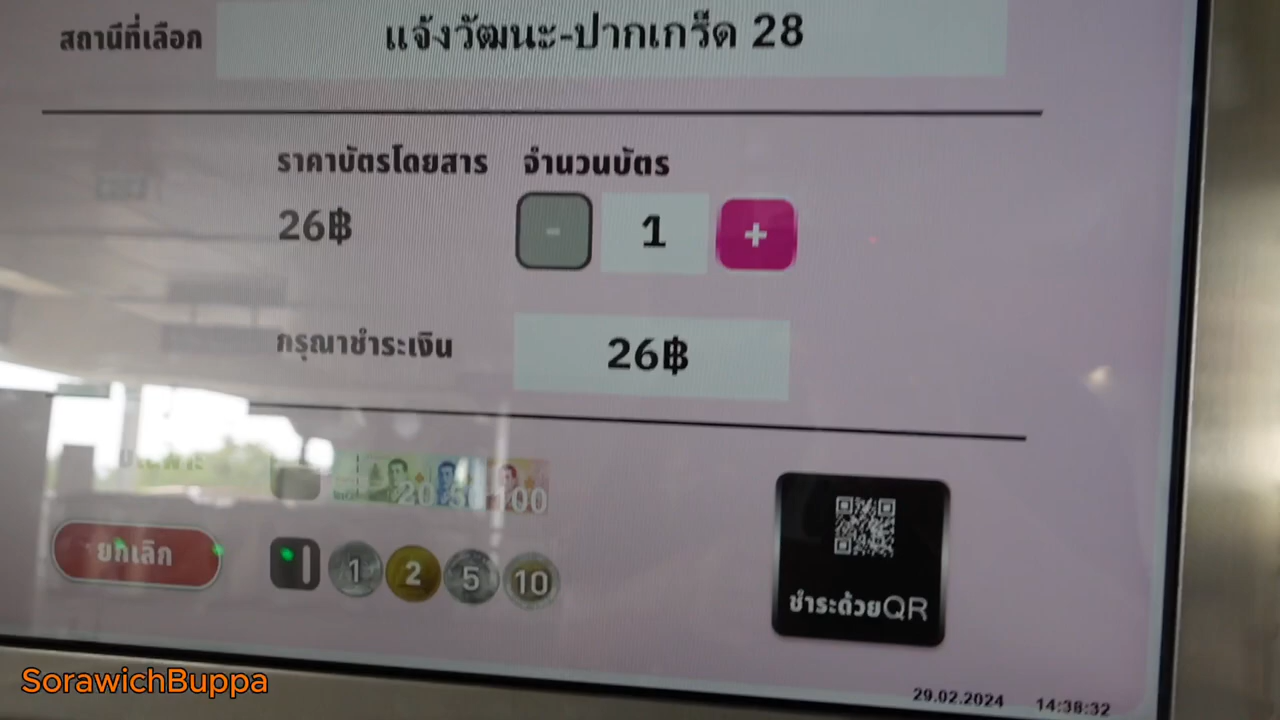 สถานีที่เลือก แจ้งวัฒนะ-ปากเกร็ด 28
ราคาบัตรโดยสาร จำนวนบัตร
26฿ - 1 +
กรุณาชำระเงิน 26฿
20 50 100
ยกเลิก 1 2 5 10
ชำระด้วยQR
SorawichBuppa
29.02.2024 14:38:32